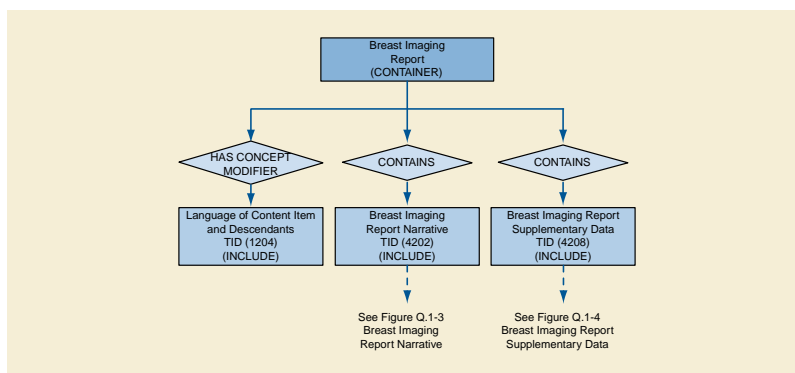 Breast Imaging
Report
(CONTAINER)
HAS CONCEPT
MODIFIER
CONTAINS
CONTAINS
Language of Content Item
and Descendants
TID (1204)
(INCLUDE)
Breast Imaging
Report Narrative
TID (4202)
(INCLUDE)
Breast Imaging Report
Supplementary Data
TID (4208)
(INCLUDE)
See Figure Q.1-3
Breast Imaging
Report Narrative
See Figure Q.1-4
Breast Imaging Report
Supplementary Data